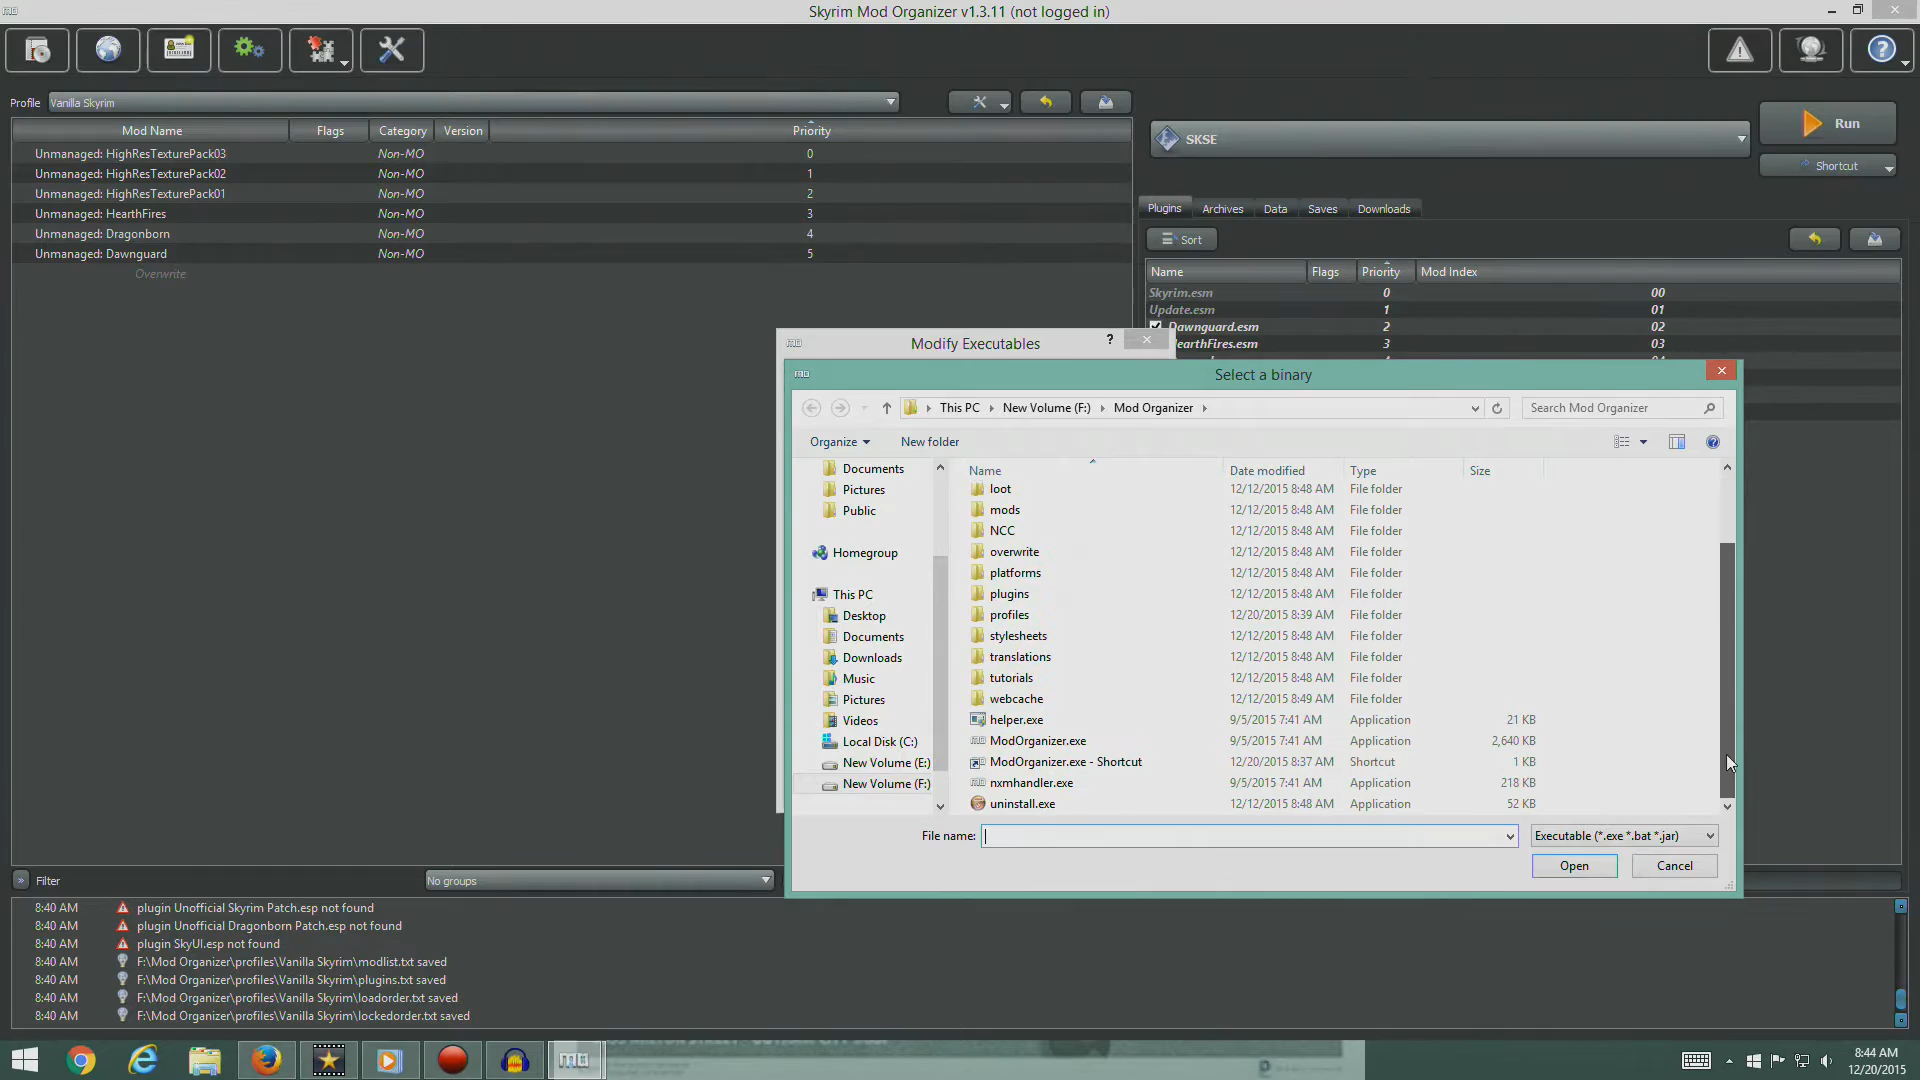 Skyrim Mod Organizer v1.3.11 (not logged in)
Profile Vanilla Skyrim
Mod Name Flags Category Version Priority
Unmanaged: HighResTexturePack03 Non-MO 0
Unmanaged: HighResTexturePack02 Non-MO 1
Unmanaged: HighResTexturePack01 Non-MO 2
Unmanaged: HearthFires Non-MO 3
Unmanaged: Dragonborn Non-MO 4
Unmanaged: Dawnguard Non-MO 5
Overwrite
SKSE
Run
Shortcut
Plugins Archives Data Saves Downloads
Sort
Name Flags Priority Mod Index
Skyrim.esm 0 00
Update.esm 1 01
Dawnguard.esm 2 02
earthFires.esm 3 03
Modify Executables ?
Select a binary
This PC New Volume (F:) Mod Organizer
Search Mod Organizer
Organize New folder
Documents
Pictures
Public
Homegroup
This PC
Desktop
Documents
Downloads
Music
Pictures
Videos
Local Disk (C:)
New Volume (E:)
New Volume (F:)
Name Date modified Type Size
loot 12/12/2015 8:48 AM File folder
mods 12/12/2015 8:48 AM File folder
NCC 12/12/2015 8:48 AM File folder
overwrite 12/12/2015 8:48 AM File folder
platforms 12/12/2015 8:48 AM File folder
plugins 12/12/2015 8:48 AM File folder
profiles 12/20/2015 8:39 AM File folder
stylesheets 12/12/2015 8:48 AM File folder
translations 12/12/2015 8:48 AM File folder
tutorials 12/12/2015 8:48 AM File folder
webcache 12/12/2015 8:49 AM File folder
helper.exe 9/5/2015 7:41 AM Application 21 KB
ModOrganizer.exe 9/5/2015 7:41 AM Application 2,640 KB
ModOrganizer.exe - Shortcut 12/20/2015 8:37 AM Shortcut 1 KB
nxmhandler.exe 9/5/2015 7:41 AM Application 218 KB
uninstall.exe 12/12/2015 8:48 AM Application 52 KB
File name: Executable (*.exe *.bat *.jar)
Open Cancel
» Filter No groups
8:40 AM plugin Unofficial Skyrim Patch.esp not found
8:40 AM plugin Unofficial Dragonborn Patch.esp not found
8:40 AM plugin SkyUI.esp not found
8:40 AM F:\Mod Organizer\profiles\Vanilla Skyrim\modlist.txt saved
8:40 AM F:\Mod Organizer\profiles\Vanilla Skyrim\plugins.txt saved
8:40 AM F:\Mod Organizer\profiles\Vanilla Skyrim\loadorder.txt saved
8:40 AM F:\Mod Organizer\profiles\Vanilla Skyrim\lockedorder.txt saved
8:44 AM
12/20/2015